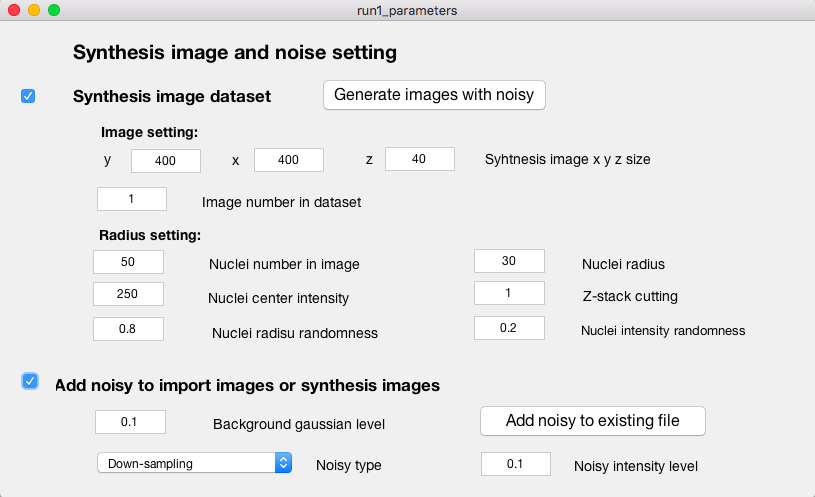 run1_parameters
Synthesis image and noise setting
Synthesis image dataset Generate images with noisy
Image setting:
y 400 x 400 z 40 Syhtnesis image x y z size
1 Image number in dataset
Radius setting:
50 Nuclei number in image 30 Nuclei radius
250 Nuclei center intensity 1 Z-stack cutting
0.8 Nuclei radisu randomness 0.2 Nuclei intensity randomness
Add noisy to import images or synthesis images
0.1 Background gaussian level Add noisy to existing file
Down-sampling Noisy type 0.1 Noisy intensity level